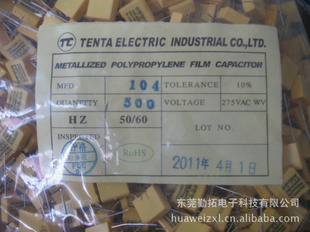 TC TENTA ELECTRIC INDUSTRIAL CO.,LTD.
METALLIZED POLYPROPYLENE FILM CAPACITOR
MFD 104 TOLERANCE 10%
QUANTITY 500 VOLTAGE 275VAC WV
HZ 50/60 LOT NO.
INSPECTED
RoHS
2011年4月1日
东莞勤拓电子科技有限公司
huaweizxl.cn.alibaba.com